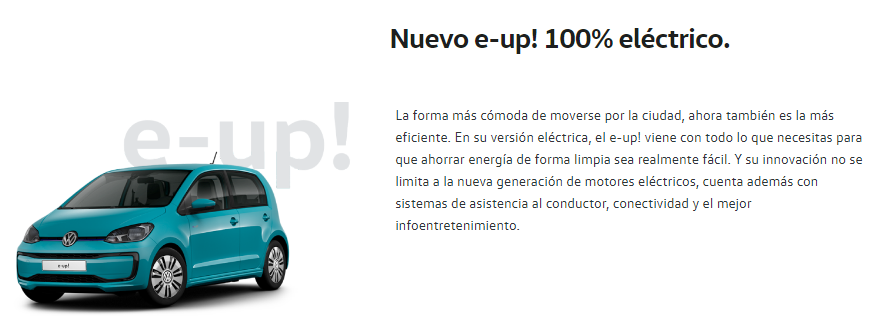 Nuevo e-up! 100% eléctrico.
e-up!
La forma más cómoda de moverse por la ciudad, ahora también es la más
eficiente. En su versión eléctrica, el e-up! viene con todo lo que necesitas para
que ahorrar energía de forma limpia sea realmente fácil. Y su innovación no se
limita a la nueva generación de motores eléctricos, cuenta además con
sistemas de asistencia al conductor, conectividad y el mejor
infoentretenimiento.
e-up!